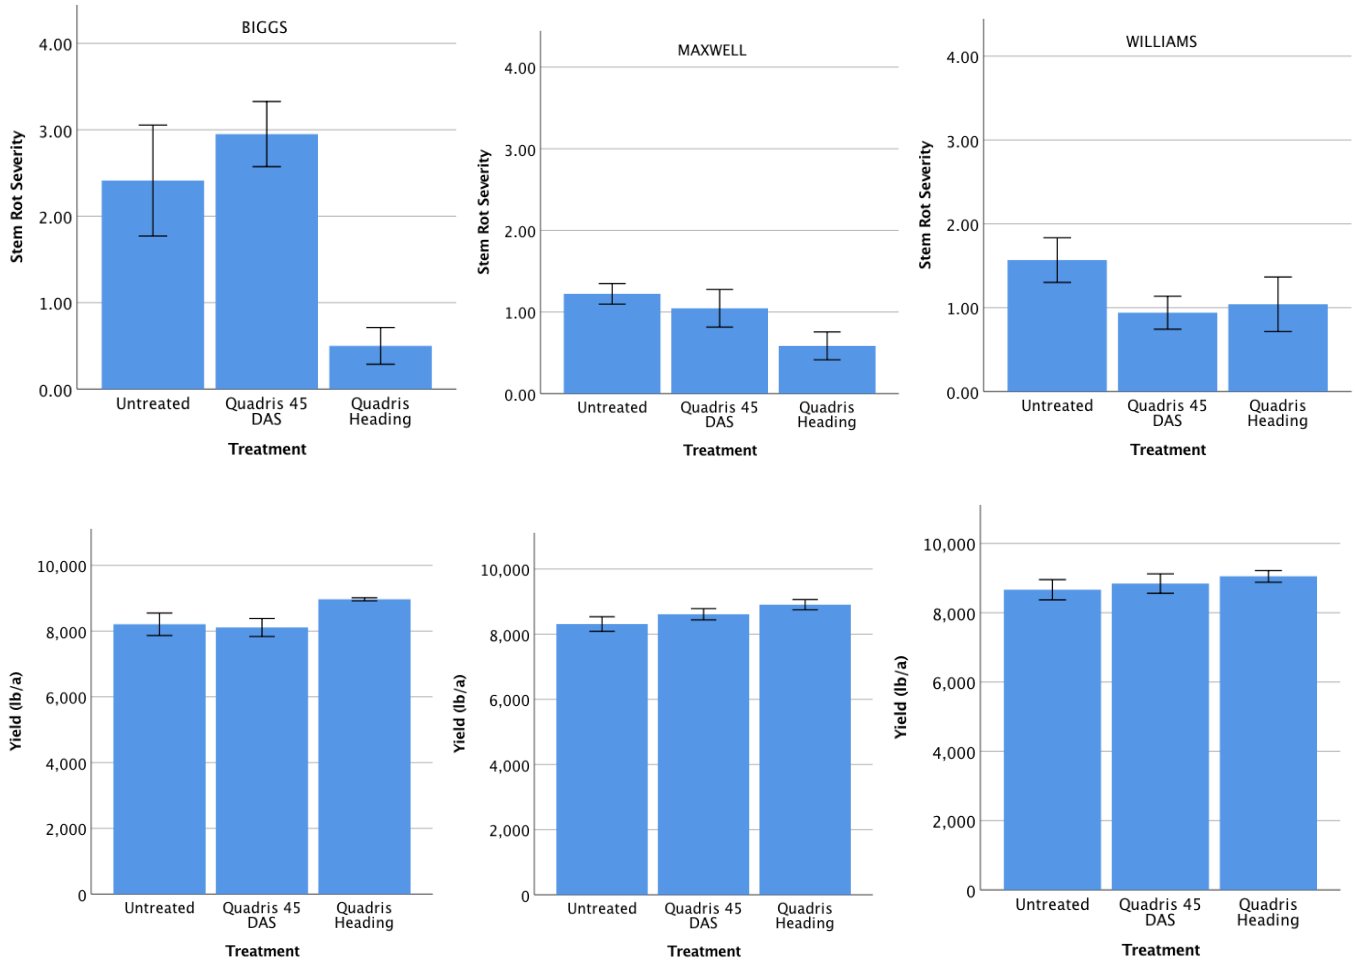 BIGGS
4.00
3.00
2.00
1.00
0.00
Stem Rot Severity
Untreated
Quadris 45 DAS
Quadris Heading
Treatment
MAXWELL
4.00
3.00
2.00
1.00
0.00
Stem Rot Severity
Untreated
Quadris 45 DAS
Quadris Heading
Treatment
WILLIAMS
4.00
3.00
2.00
1.00
0.00
Stem Rot Severity
Untreated
Quadris 45 DAS
Quadris Heading
Treatment
10,000
8,000
6,000
4,000
2,000
0
Yield (lb/a)
Untreated
Quadris 45 DAS
Quadris Heading
Treatment
10,000
8,000
6,000
4,000
2,000
0
Yield (lb/a)
Untreated
Quadris 45 DAS
Quadris Heading
Treatment
10,000
8,000
6,000
4,000
2,000
0
Yield (lb/a)
Untreated
Quadris 45 DAS
Quadris Heading
Treatment